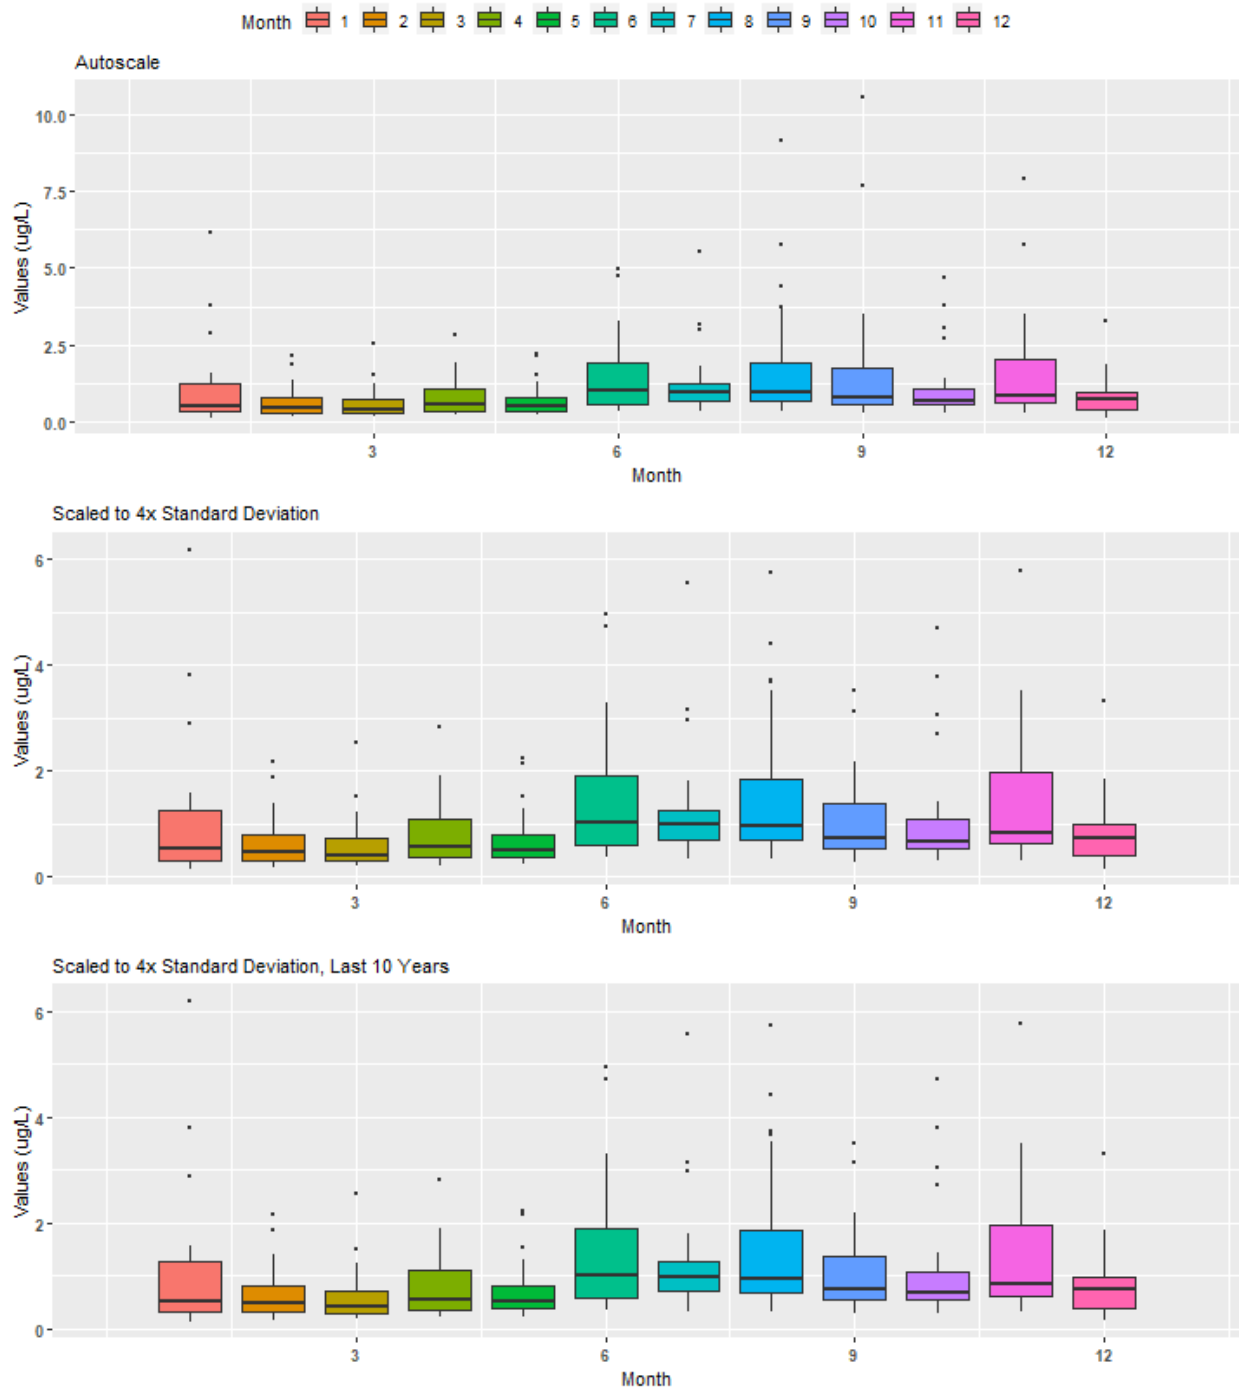 Month 1 2 3 4 5 6 7 8 9 10 11 12
Autoscale
Values (ug/L)
10.0
7.5
5.0
2.5
0.0
3 6 9 12
Month
Scaled to 4x Standard Deviation
Values (ug/L)
6
4
2
0
3 6 9 12
Month
Scaled to 4x Standard Deviation, Last 10 Years
Values (ug/L)
6
4
2
0
3 6 9 12
Month